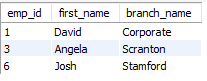 emp_id first_name branch_name
1 David Corporate
3 Angela Scranton
6 Josh Stamford